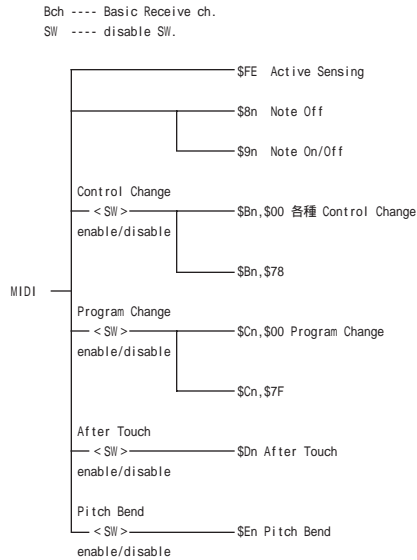 Bch ---- Basic Receive ch.
SW ---- disable SW.
$FE Active Sensing
$8n Note Off
$9n Note On/Off
Control Change
< SW >
$Bn,$00 各種 Control Change
enable/disable
$Bn,$78
MIDI
Program Change
< SW >
$Cn,$00 Program Change
enable/disable
$Cn,$7F
After Touch
< SW >
$Dn After Touch
enable/disable
Pitch Bend
< SW >
$En Pitch Bend
enable/disable